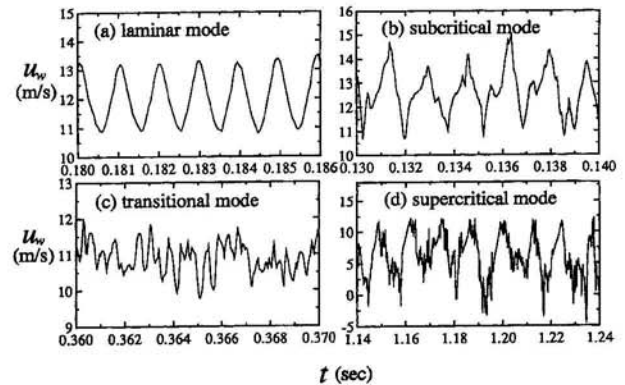 (a) laminar mode
15
14
13
12
11
10
0.180 0.181 0.182 0.183 0.184 0.185 0.186
(b) subcritical mode
16
15
14
13
12
11
10
0.130 0.132 0.134 0.136 0.138 0.140
u_w
(m/s)
(c) transitional mode
13
12
11
10
9
0.360 0.362 0.364 0.366 0.368 0.370
(d) supercritical mode
15
10
5
0
-5
1.14 1.16 1.18 1.20 1.22 1.24
u_w
(m/s)
t (sec)